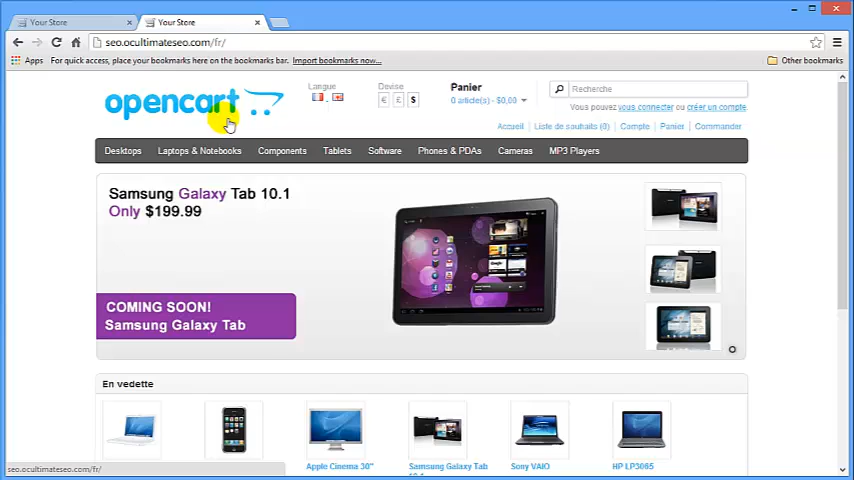 Your Store
Your Store
seo.ocultimateseo.com/fr/
Apps For quick access, place your bookmarks here on the bookmarks bar. Import bookmarks now... Other bookmarks
opencart
Langue
Devise
€ £ $
Panier
0 article(s) - $0,00
Recherche
Vous pouvez vous connecter ou créer un compte.
Accueil Liste de souhaits (0) Compte Panier Commander
Desktops Laptops & Notebooks Components Tablets Software Phones & PDAs Cameras MP3 Players
Samsung Galaxy Tab 10.1
Only $199.99
COMING SOON!
Samsung Galaxy Tab
En vedette
Apple Cinema 30" Samsung Galaxy Tab 10.1 Sony VAIO HP LP3065
seo.ocultimateseo.com/fr/